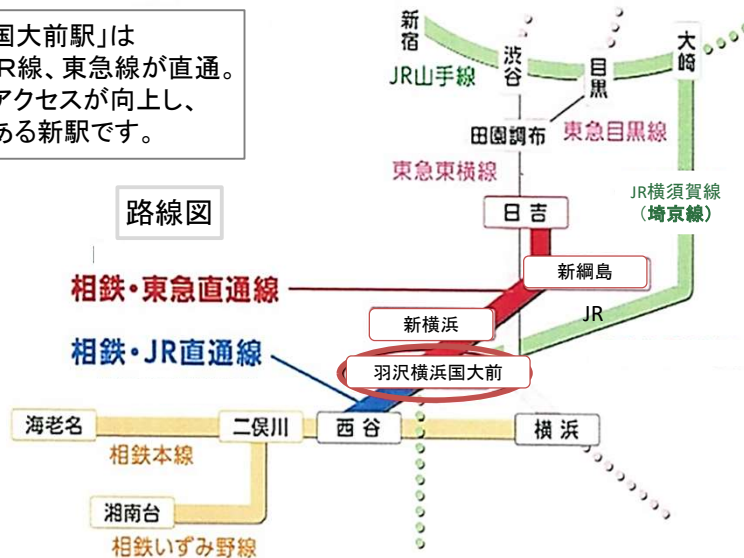 国大前駅」は
R線、東急線が直通。
アクセスが向上し、
ある新駅です。
路線図
新宿
渋谷
目黒
大崎
JR山手線
田園調布
東急目黒線
東急東横線
JR横須賀線
（埼京線）
日吉
新綱島
相鉄・東急直通線
新横浜
JR
相鉄・JR直通線
羽沢横浜国大前
海老名
二俣川
西谷
横浜
相鉄本線
湘南台
相鉄いずみ野線